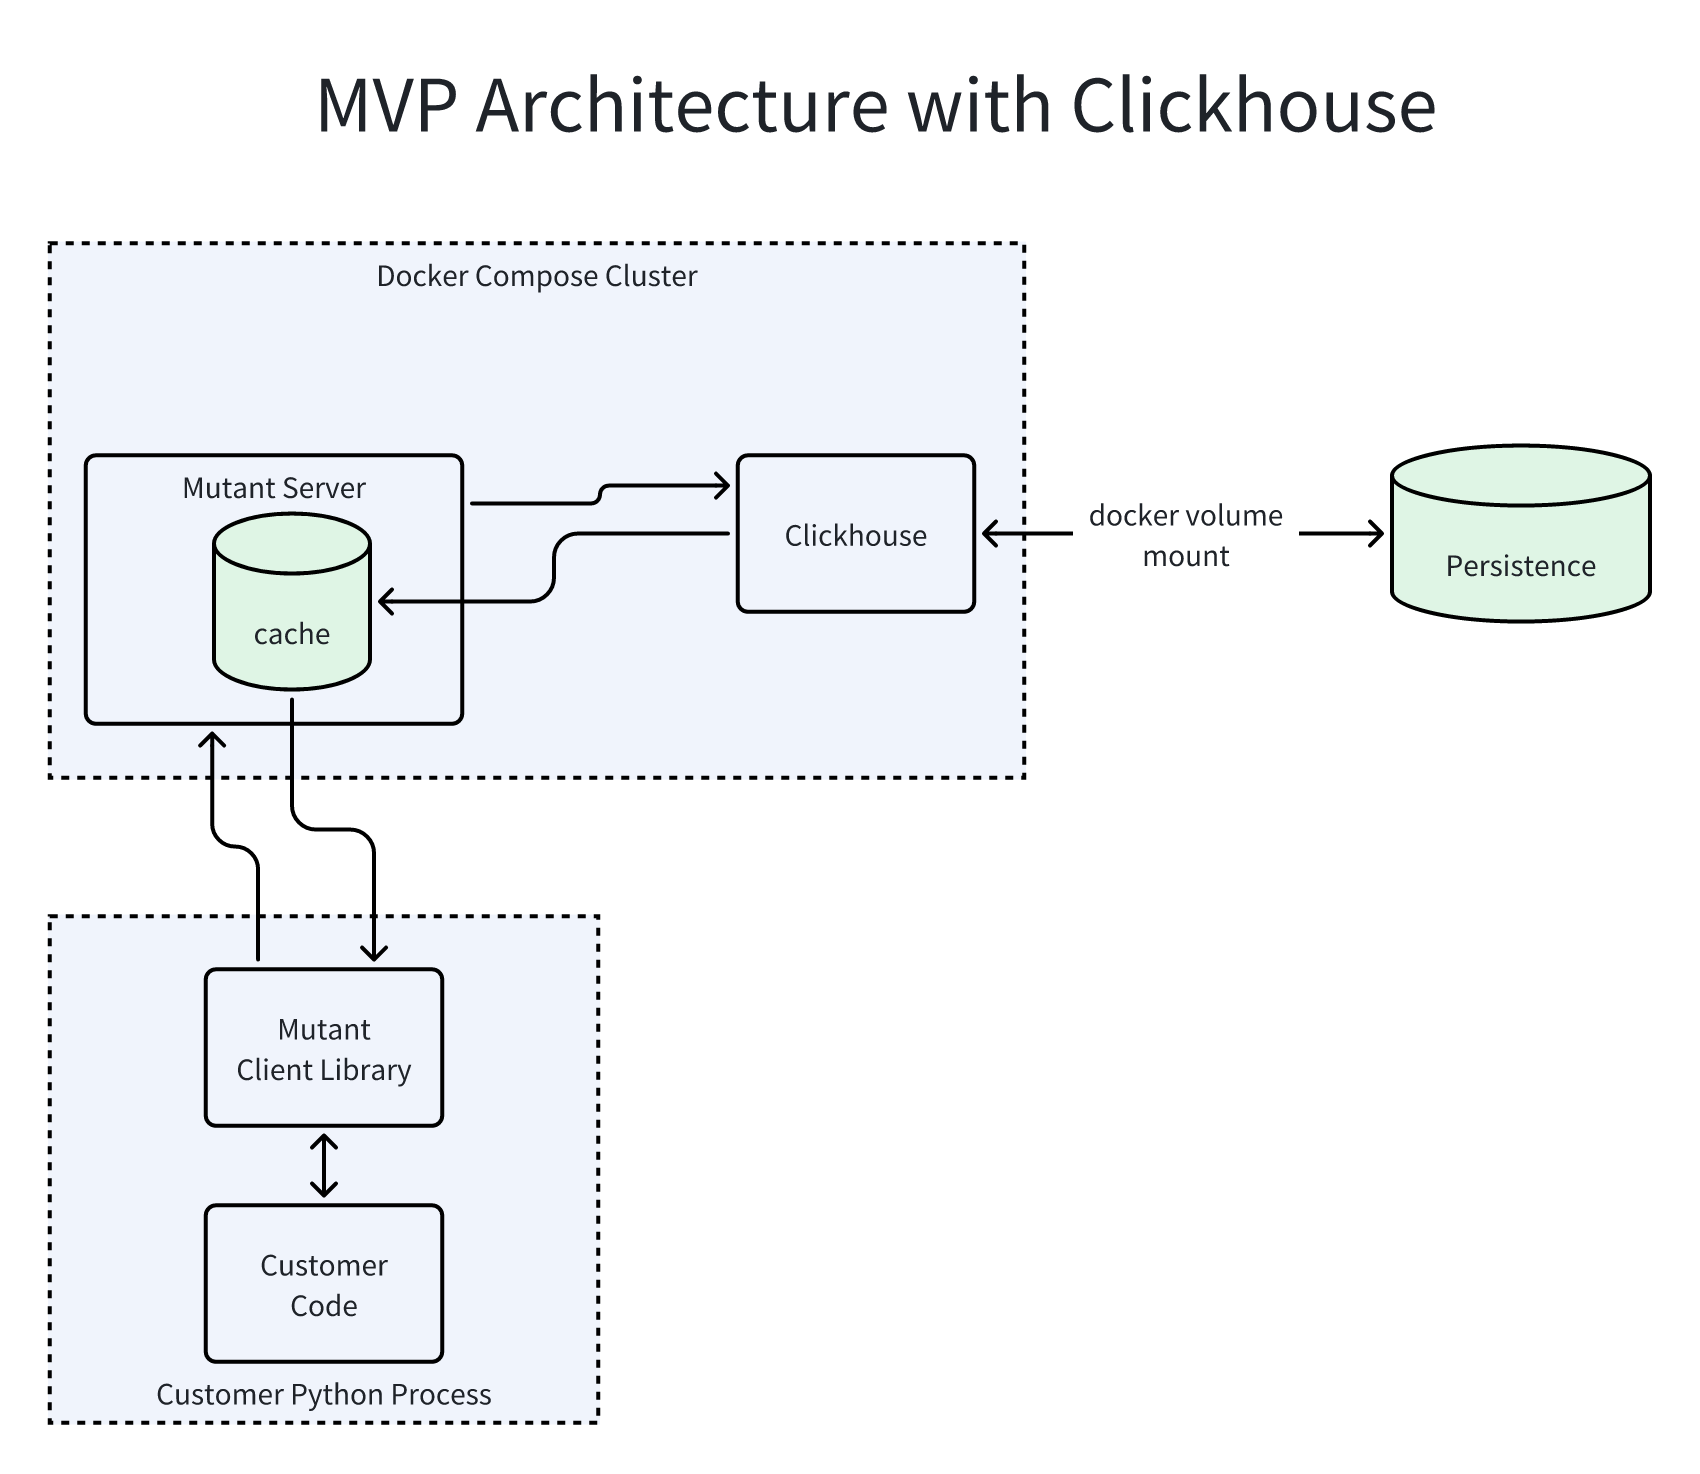 MVP Architecture with Clickhouse
Docker Compose Cluster
Mutant Server
cache
Clickhouse
docker volume
mount
Persistence
Mutant
Client Library
Customer
Code
Customer Python Process